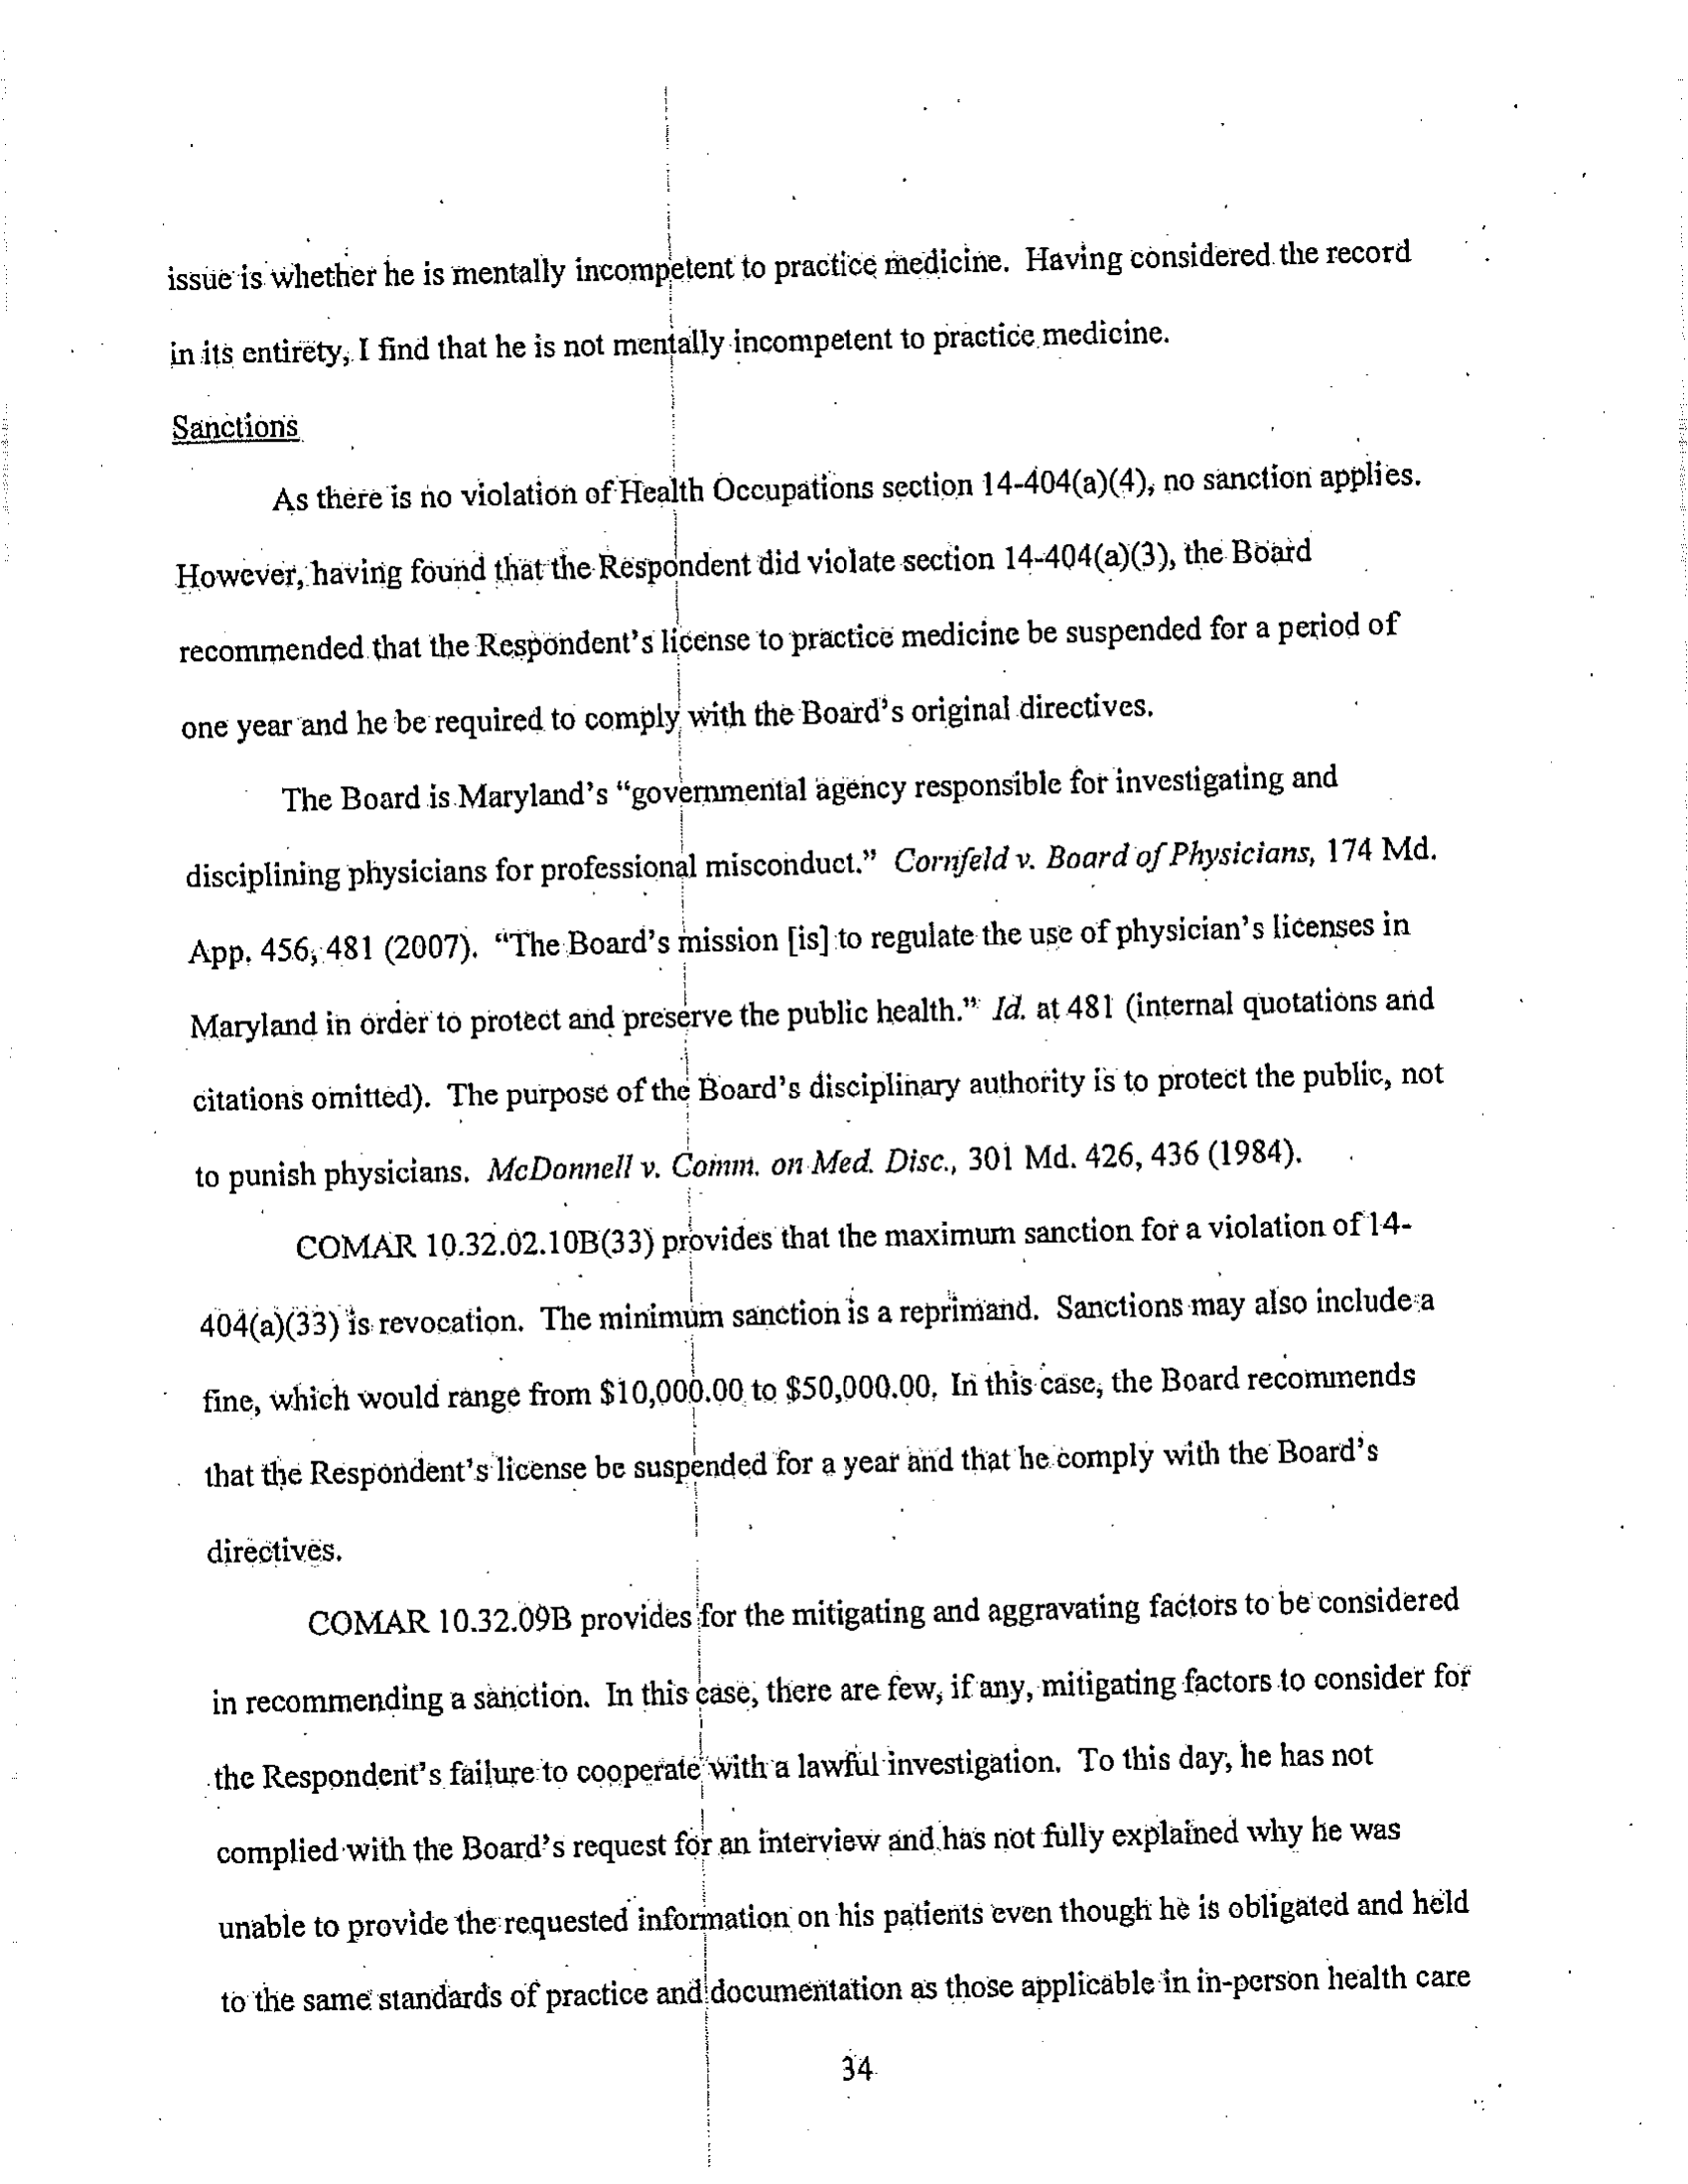 issue is whether he is mentally incompetent to practice medicine. Having considered the record
in its entirety, I find that he is not mentally incompetent to practice medicine.
Sanctions
As there is no violation of Health Occupations section 14-404(a)(4), no sanction applies.
However, having found that the Respondent did violate section 14-404(a)(3), the Board
recommended that the Respondent's license to practice medicine be suspended for a period of
one year and he be required to comply with the Board's original directives.
The Board is Maryland's “governmental agency responsible for investigating and
disciplining physicians for professional misconduct.” Cornfeld v. Board of Physicians, 174 Md.
App. 456, 481 (2007). “The Board's mission [is] to regulate the use of physician's licenses in
Maryland in order to protect and preserve the public health.” Id. at 481 (internal quotations and
citations omitted). The purpose of the Board's disciplinary authority is to protect the public, not
to punish physicians. McDonnell v. Comm. on Med. Disc., 301 Md. 426, 436 (1984).
COMAR 10.32.02.10B(33) provides that the maximum sanction for a violation of 14-
404(a)(33) is revocation. The minimum sanction is a reprimand. Sanctions may also include a
fine, which would range from $10,000.00 to $50,000.00. In this case, the Board recommends
that the Respondent's license be suspended for a year and that he comply with the Board's
directives.
COMAR 10.32.09B provides for the mitigating and aggravating factors to be considered
in recommending a sanction. In this case, there are few, if any, mitigating factors to consider for
the Respondent's failure to cooperate with a lawful investigation. To this day, he has not
complied with the Board's request for an interview and has not fully explained why he was
unable to provide the requested information on his patients even though he is obligated and held
to the same standards of practice and documentation as those applicable in in-person health care
34